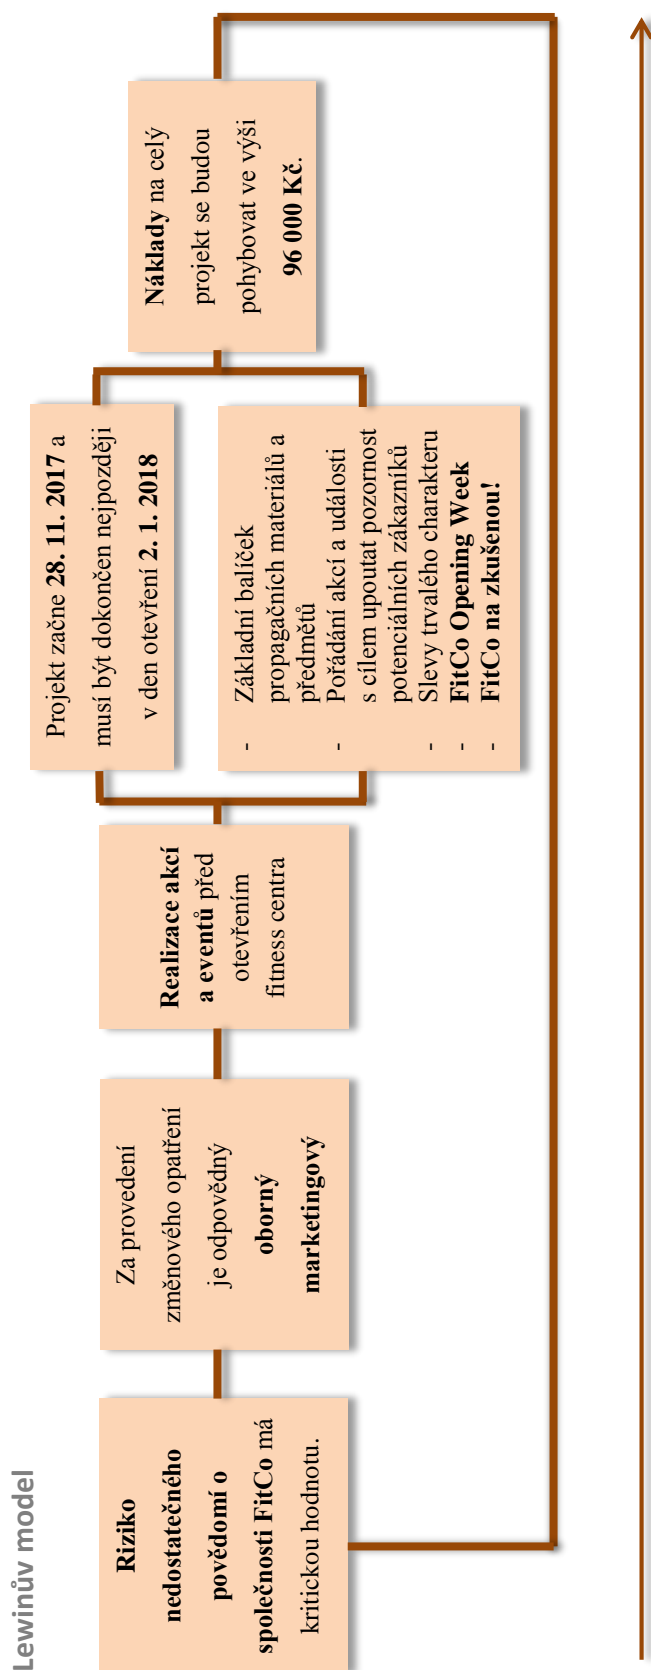 Lewinův model
Riziko
nedostatečného
povědomí o
společnosti FitCo má
kritickou hodnotu.
Za provedení
změnového opatření
je odpovědný
oborný
marketingový
Realizace akcí
a eventů před
otevřením
fitness centra
Projekt začne 28. 11. 2017 a
musí být dokončen nejpozději
v den otevření 2. 1. 2018
- Základní balíček
propagačních materiálů a
předmětů
- Pořádání akcí a události
s cílem upoutat pozornost
potenciálních zákazníků
- Slevy trvalého charakteru
- FitCo Opening Week
- FitCo na zkušenou!
Náklady na celý
projekt se budou
pohybovat ve výši
96 000 Kč.